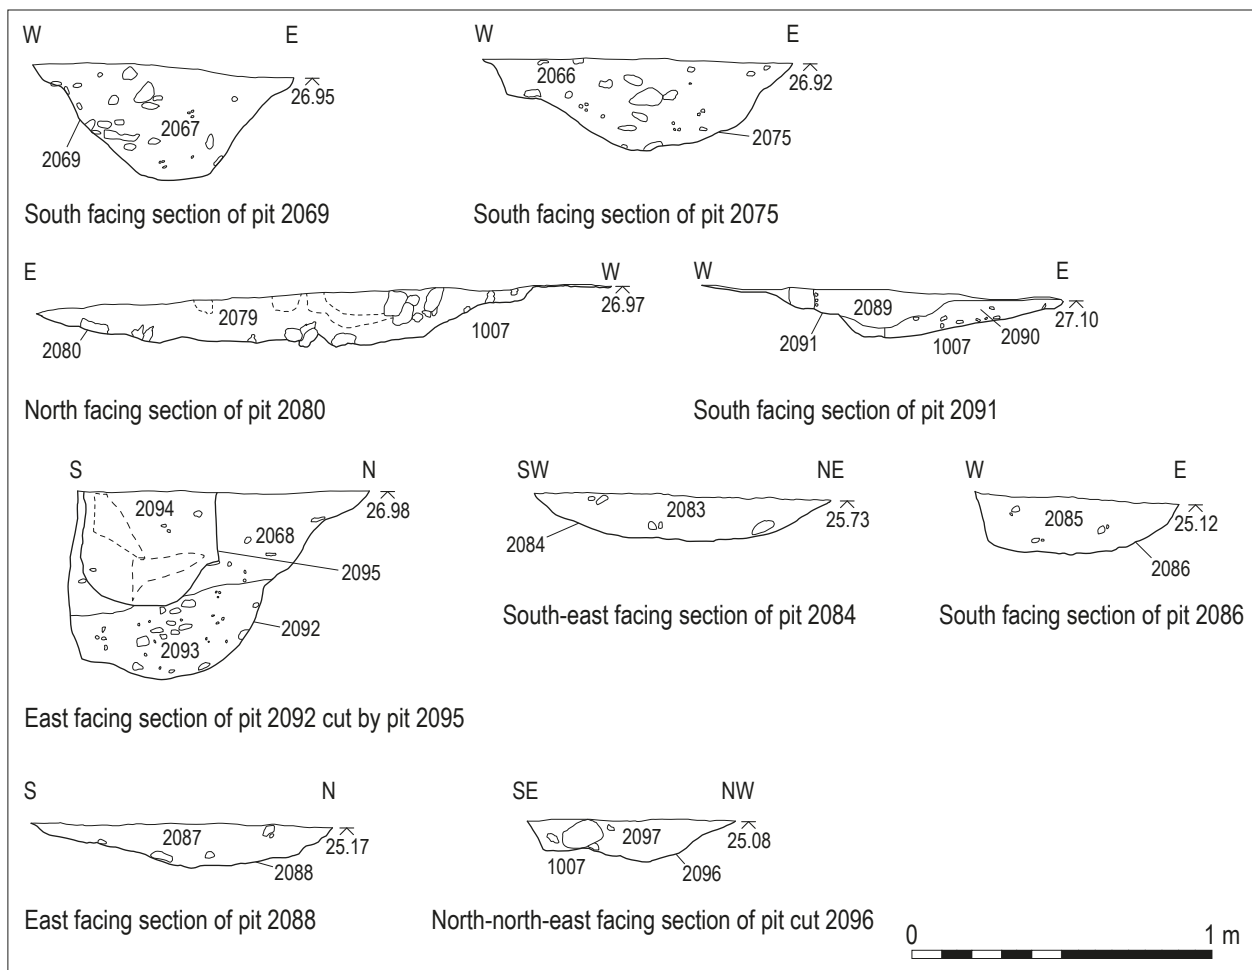 W E
26.95
2067
2069
South facing section of pit 2069
W E
2066
26.92
2075
South facing section of pit 2075
E W
26.97
2079
2080
1007
North facing section of pit 2080
W E
2089
27.10
2090
2091
1007
South facing section of pit 2091
S N
26.98
2094
2068
2095
2092
2093
East facing section of pit 2092 cut by pit 2095
SW NE
2083
25.73
2084
South-east facing section of pit 2084
W E
2085
25.12
2086
South facing section of pit 2086
S N
2087
25.17
2088
East facing section of pit 2088
SE NW
2097
25.08
1007
2096
North-north-east facing section of pit cut 2096
0 1 m